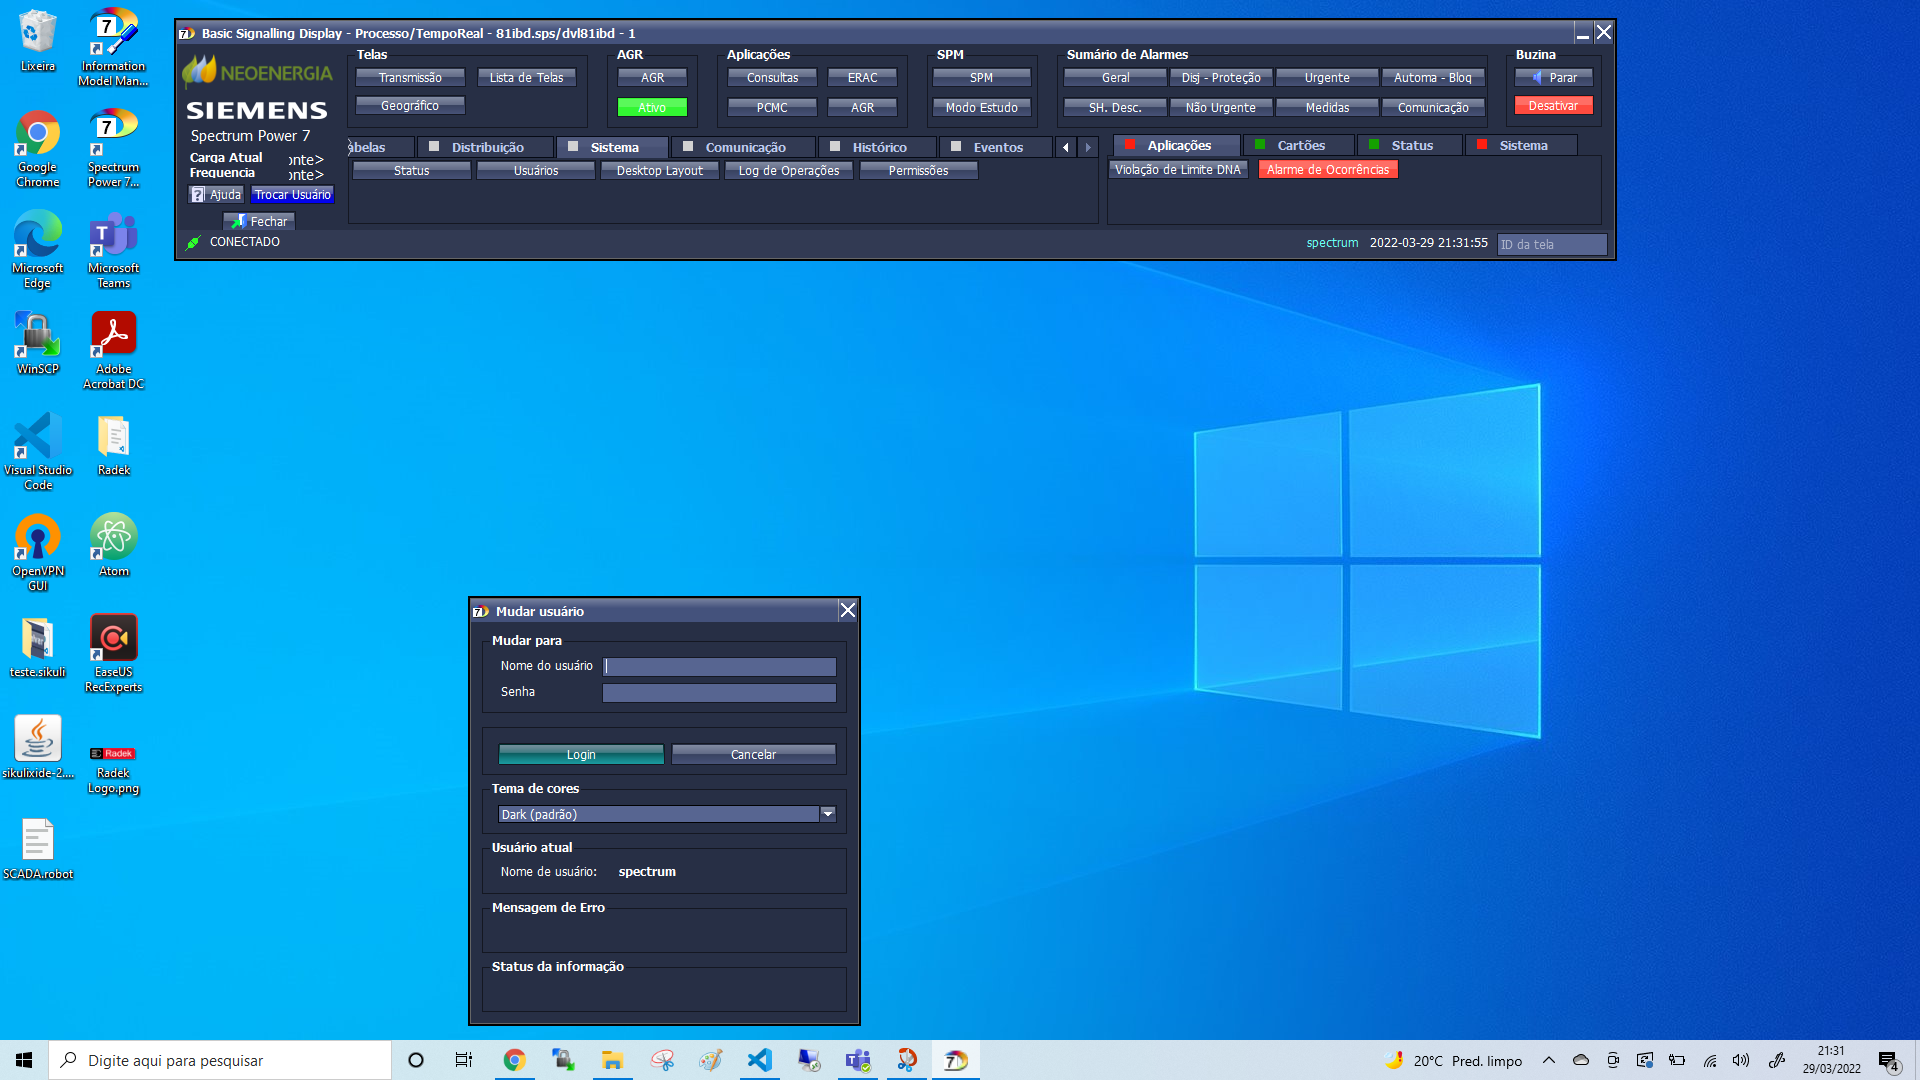 Lixeira
Information
Model Man...
Google
Chrome
Spectrum
Power 7...
Microsoft
Edge
Microsoft
Teams
WinSCP
Adobe
Acrobat DC
Visual Studio
Code
Radek
OpenVPN
GUI
Atom
teste.sikuli
EaseUS
RecExperts
sikulixide-2....
Radek
Radek
Logo.png
SCADA.robot
Basic Signalling Display - Processo/TempoReal - 81ibd.sps/dvl81ibd - 1
NEOENERGIA
SIEMENS
Spectrum Power 7
Carga Atual onte>
Frequencia onte>
Ajuda Trocar Usuário
Fechar
CONECTADO
Telas
Transmissão Lista de Telas
Geográfico
AGR
AGR
Ativo
Aplicações
Consultas ERAC
PCMC AGR
SPM
SPM
Modo Estudo
Sumário de Alarmes
Geral Disj - Proteção Urgente Automa - Bloq
SH. Desc. Não Urgente Medidas Comunicação
Buzina
Parar
Desativar
abelas Distribuição Sistema Comunicação Histórico Eventos
Status Usuários Desktop Layout Log de Operações Permissões
Aplicações Cartões Status Sistema
Violação de Limite DNA Alarme de Ocorrências
spectrum 2022-03-29 21:31:55 ID da tela
Mudar usuário
Mudar para
Nome do usuário
Senha
Login Cancelar
Tema de cores
Dark (padrão)
Usuário atual
Nome de usuário: spectrum
Mensagem de Erro
Status da informação
Digite aqui para pesquisar
20°C Pred. limpo
21:31
29/03/2022
4